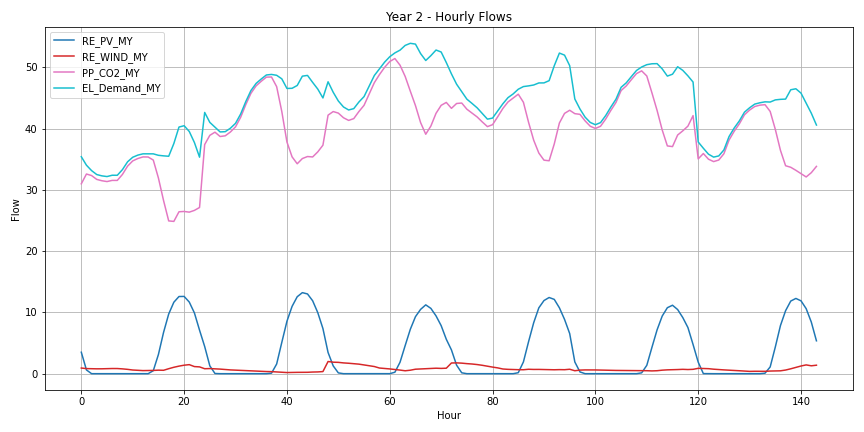 Year 2 - Hourly Flows
RE_PV_MY
RE_WIND_MY
PP_CO2_MY
EL_Demand_MY
Flow
50
40
30
20
10
0
0 20 40 60 80 100 120 140
Hour